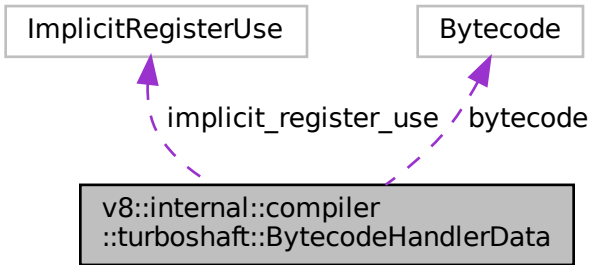 ImplicitRegisterUse
Bytecode
implicit_register_use
bytecode
v8::internal::compiler
::turboshaft::BytecodeHandlerData